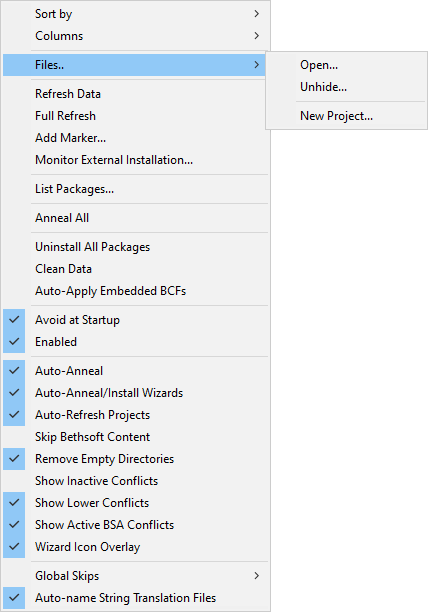 Sort by
Columns
Files..
Open...
Unhide...
New Project...
Refresh Data
Full Refresh
Add Marker...
Monitor External Installation...
List Packages...
Anneal All
Uninstall All Packages
Clean Data
Auto-Apply Embedded BCFs
Avoid at Startup
Enabled
Auto-Anneal
Auto-Anneal/Install Wizards
Auto-Refresh Projects
Skip Bethsoft Content
Remove Empty Directories
Show Inactive Conflicts
Show Lower Conflicts
Show Active BSA Conflicts
Wizard Icon Overlay
Global Skips
Auto-name String Translation Files